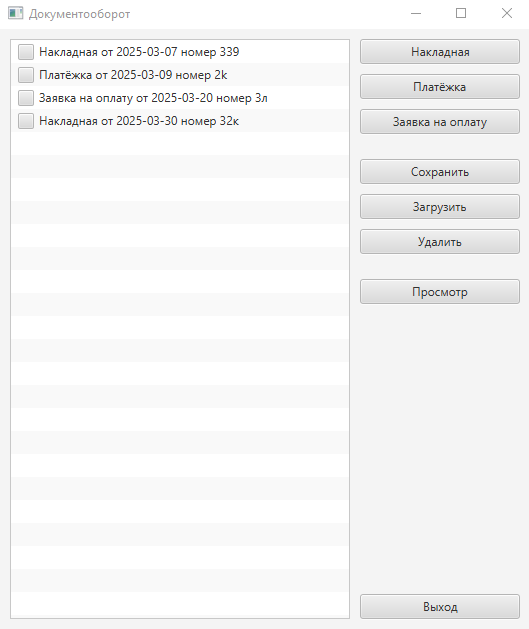 Документооборот
Накладная от 2025-03-07 номер 339
Платёжка от 2025-03-09 номер 2k
Заявка на оплату от 2025-03-20 номер 3л
Накладная от 2025-03-30 номер 32к
Накладная
Платёжка
Заявка на оплату
Сохранить
Загрузить
Удалить
Просмотр
Выход